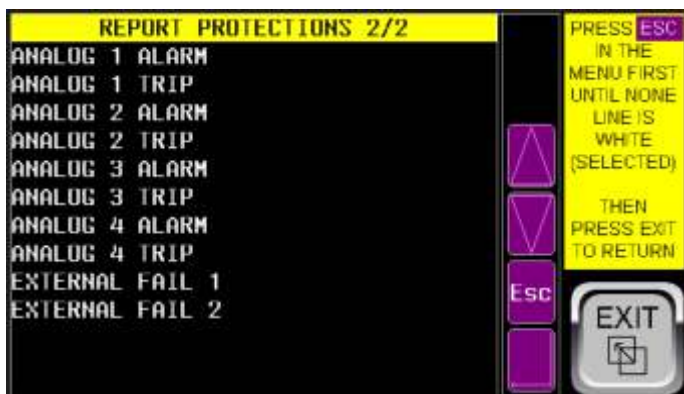 REPORT PROTECTIONS 2/2
ANALOG 1 ALARM
ANALOG 1 TRIP
ANALOG 2 ALARM
ANALOG 2 TRIP
ANALOG 3 ALARM
ANALOG 3 TRIP
ANALOG 4 ALARM
ANALOG 4 TRIP
EXTERNAL FAIL 1
EXTERNAL FAIL 2
Esc
PRESS ESC
IN THE
MENU FIRST
UNTIL NONE
LINE IS
WHITE
(SELECTED)
THEN
PRESS EXIT
TO RETURN
EXIT